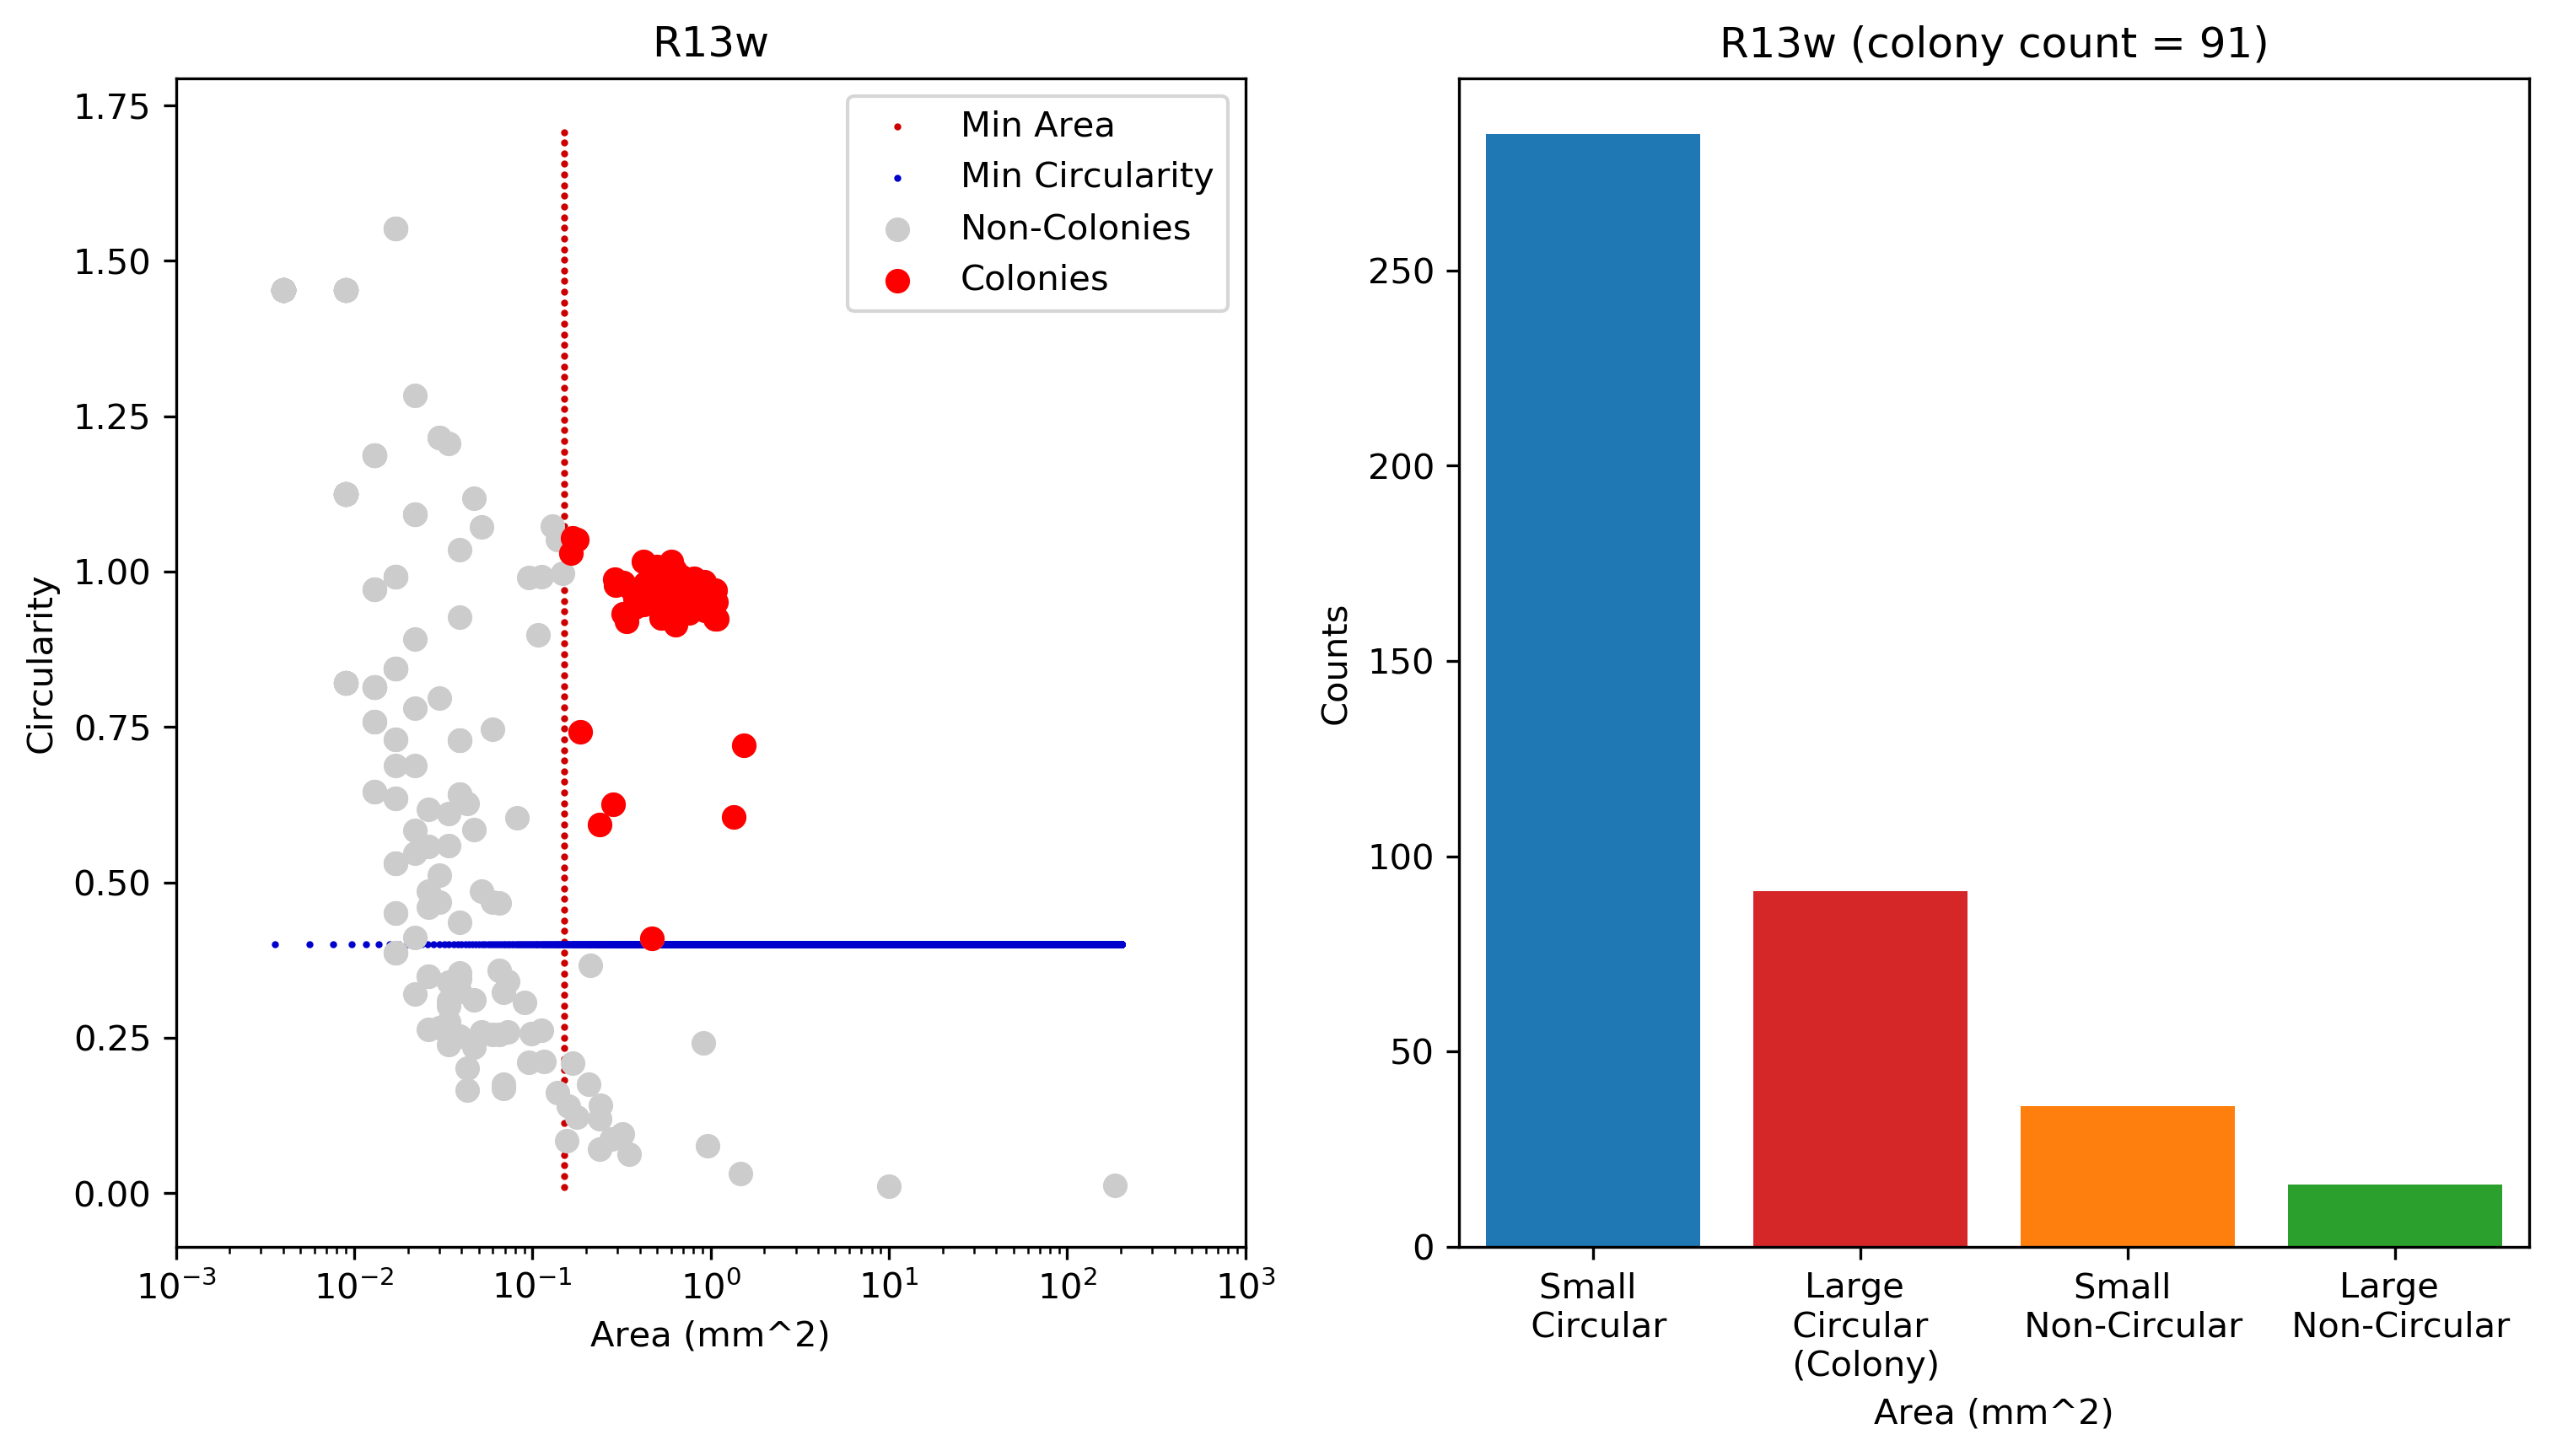 R13w
1.75
1.50
1.25
1.00
0.75
0.50
0.25
0.00
Circularity
10^-3
10^-2
10^-1
10^0
10^1
10^2
10^3
Area (mm^2)
Min Area
Min Circularity
Non-Colonies
Colonies
R13w (colony count = 91)
250
200
150
100
50
0
Counts
Small
Circular
Large
Circular
(Colony)
Small
Non-Circular
Large
Non-Circular
Area (mm^2)